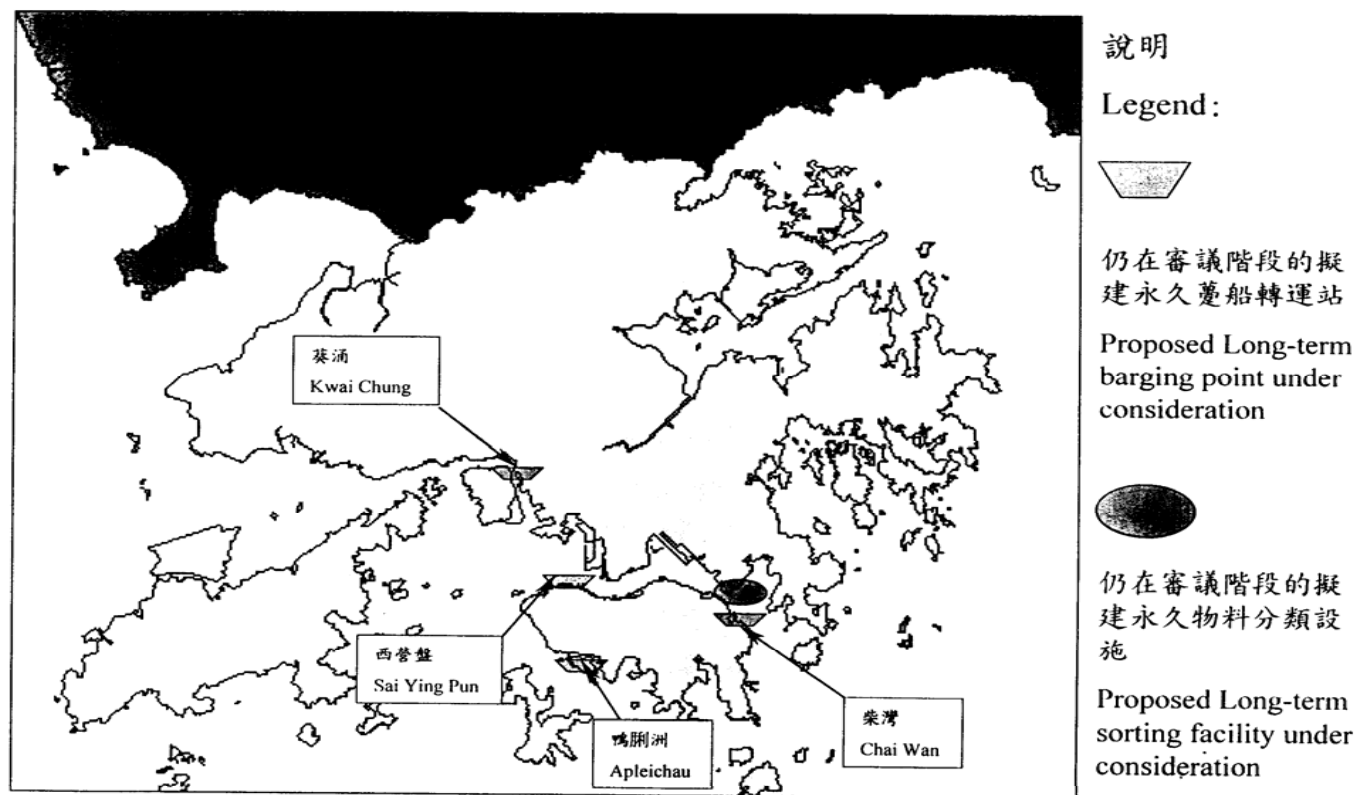 說明
Legend :
仍在審議階段的擬
建永久躉船轉運站
Proposed Long-term
barging point under
consideration
仍在審議階段的擬
建永久物料分類設
施
Proposed Long-term
sorting facility under
consideration
葵涌
Kwai Chung
西營盤
Sai Ying Pun
鴨脷洲
Apleichau
柴灣
Chai Wan